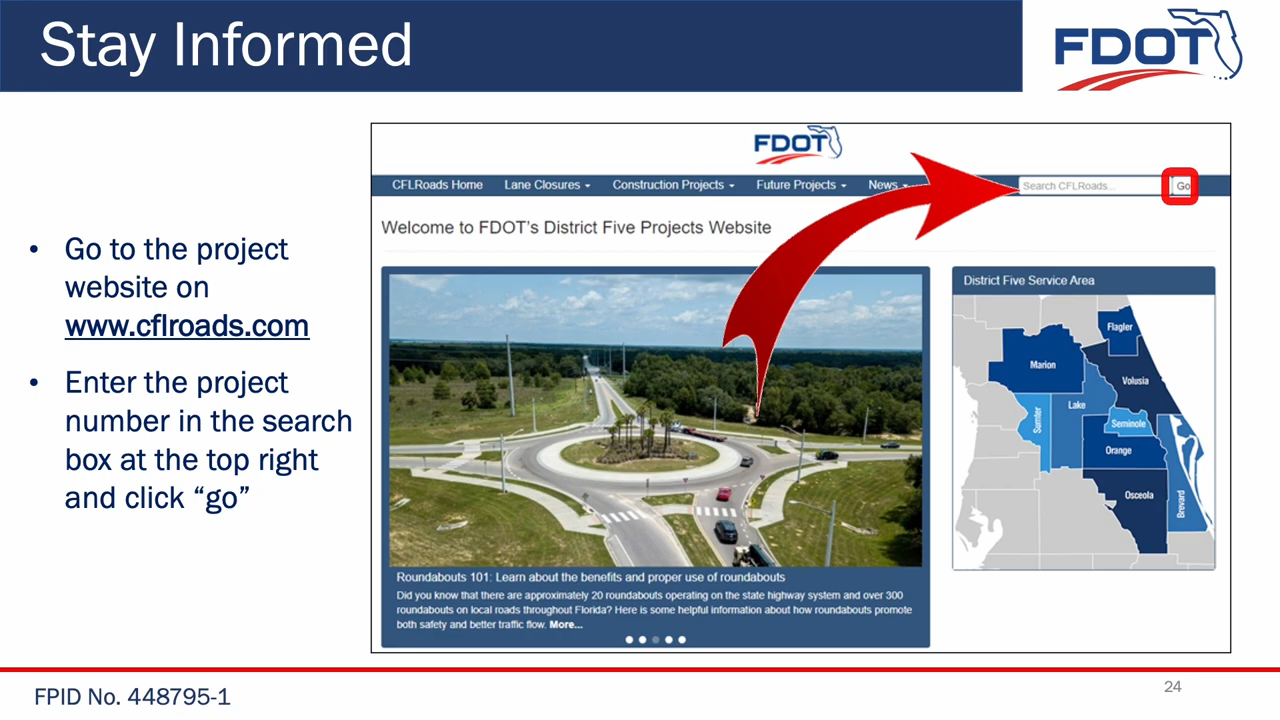 Stay Informed
FDOT
FDOT
CFLRoads Home Lane Closures Construction Projects Future Projects News Search CFLRoads... Go
Welcome to FDOT's District Five Projects Website
• Go to the project
website on
www.cflroads.com
• Enter the project
number in the search
box at the top right
and click “go”
District Five Service Area
Flagler
Marion
Volusia
Lake
Sumter
Seminole
Orange
Osceola
Brevard
Roundabouts 101: Learn about the benefits and proper use of roundabouts
Did you know that there are approximately 20 roundabouts operating on the state highway system and over 300
roundabouts on local roads throughout Florida? Here is some helpful information about how roundabouts promote
both safety and better traffic flow. More...
FPID No. 448795-1
24